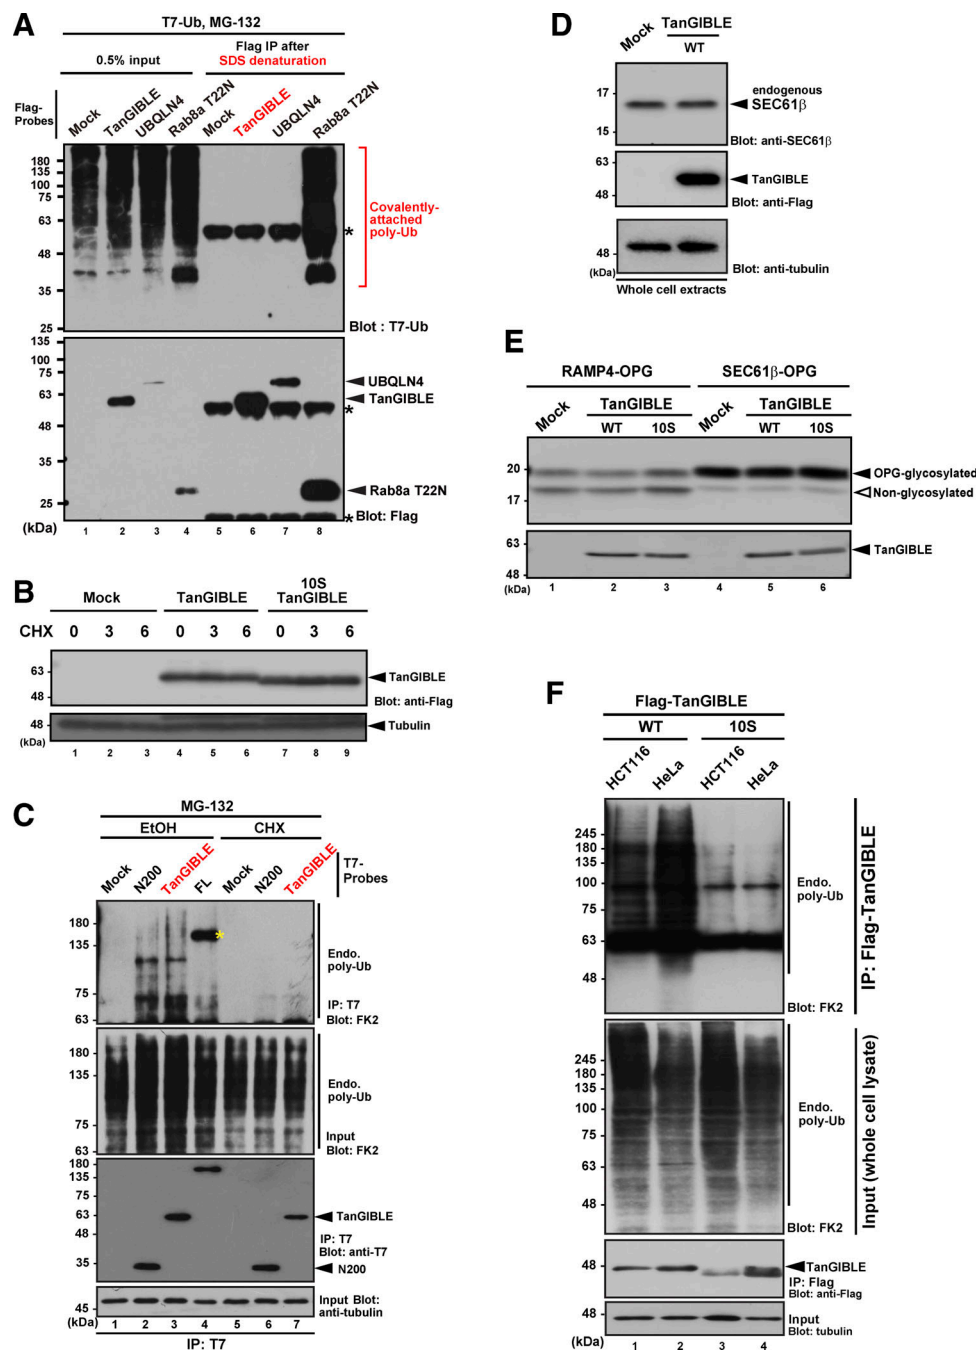 A
T7-Ub, MG-132
0.5% input
Flag IP after
SDS denaturation
Flag-
Probes
Mock
TanGIBLE
UBQLN4
Rab8a T22N
Mock
TanGIBLE
UBQLN4
Rab8a T22N
180
135
95
75
63
48
35
25
Covalently-
attached
poly-Ub
*
Blot : T7-Ub
135
95
75
63
48
35
25
UBQLN4
TanGIBLE
*
Rab8a T22N
*Blot: Flag
(kDa)
1 2 3 4 5 6 7 8
B
Mock
TanGIBLE
10S
TanGIBLE
CHX 0 3 6 0 3 6 0 3 6
63
48
TanGIBLE
Blot: anti-Flag
48
Tubulin
(kDa)
1 2 3 4 5 6 7 8 9
C
MG-132
EtOH
CHX
Mock
N200
TanGIBLE
FL
Mock
N200
TanGIBLE
T7-
Probes
180
135
75
63
*
Endo.
poly-Ub
IP: T7
Blot: FK2
180
135
75
63
Endo.
poly-Ub
Input
Blot: FK2
180
135
75
63
48
35
TanGIBLE
IP: T7
Blot: anti-T7
N200
45
Input Blot:
anti-tubulin
(kDa)
1 2 3 4 5 6 7
IP: T7
D
Mock
TanGIBLE
WT
17
15
endogenous
SEC61β
Blot: anti-SEC61β
63
48
TanGIBLE
Blot: anti-Flag
48
(kDa)
Blot: anti-tubulin
Whole cell extracts
E
RAMP4-OPG
SEC61β-OPG
Mock
TanGIBLE
WT 10S
Mock
TanGIBLE
WT 10S
20
17
OPG-glycosylated
Non-glycosylated
63
48
TanGIBLE
(kDa)
1 2 3 4 5 6
F
Flag-TanGIBLE
WT
10S
HCT116
HeLa
HCT116
HeLa
245
180
135
100
75
63
48
Endo.
poly-Ub
Blot: FK2
IP: Flag-TanGIBLE
245
180
135
100
75
63
48
Endo.
poly-Ub
Blot: FK2
Input (whole cell lysate)
48
TanGIBLE
IP: Flag
Blot: anti-Flag
48
Input
Blot: tubulin
(kDa)
1 2 3 4